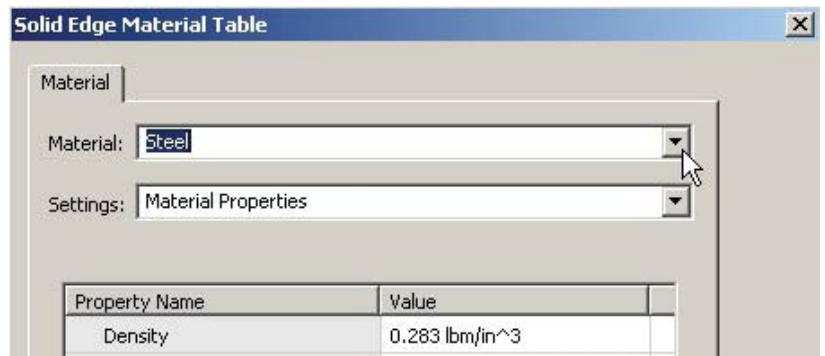 Solid Edge Material Table
Material
Material: Steel
Settings: Material Properties
Property Name Value
Density 0.283 lbm/in^3